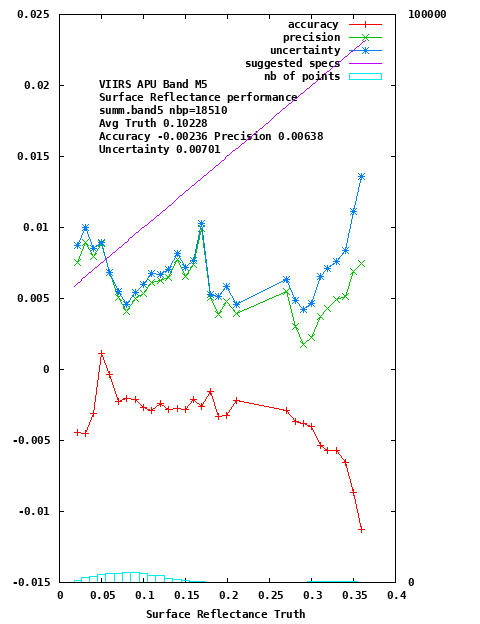 0.025
100000
accuracy
precision
uncertainty
suggested specs
nb of points
0.02
VIIRS APU Band M5
Surface Reflectance performance
summ.band5 nbp=18510
Avg Truth 0.10228
Accuracy -0.00236 Precision 0.00638
Uncertainty 0.00701
0.015
0.01
0.005
0
-0.005
-0.01
-0.015
0
0 0.05 0.1 0.15 0.2 0.25 0.3 0.35 0.4
Surface Reflectance Truth